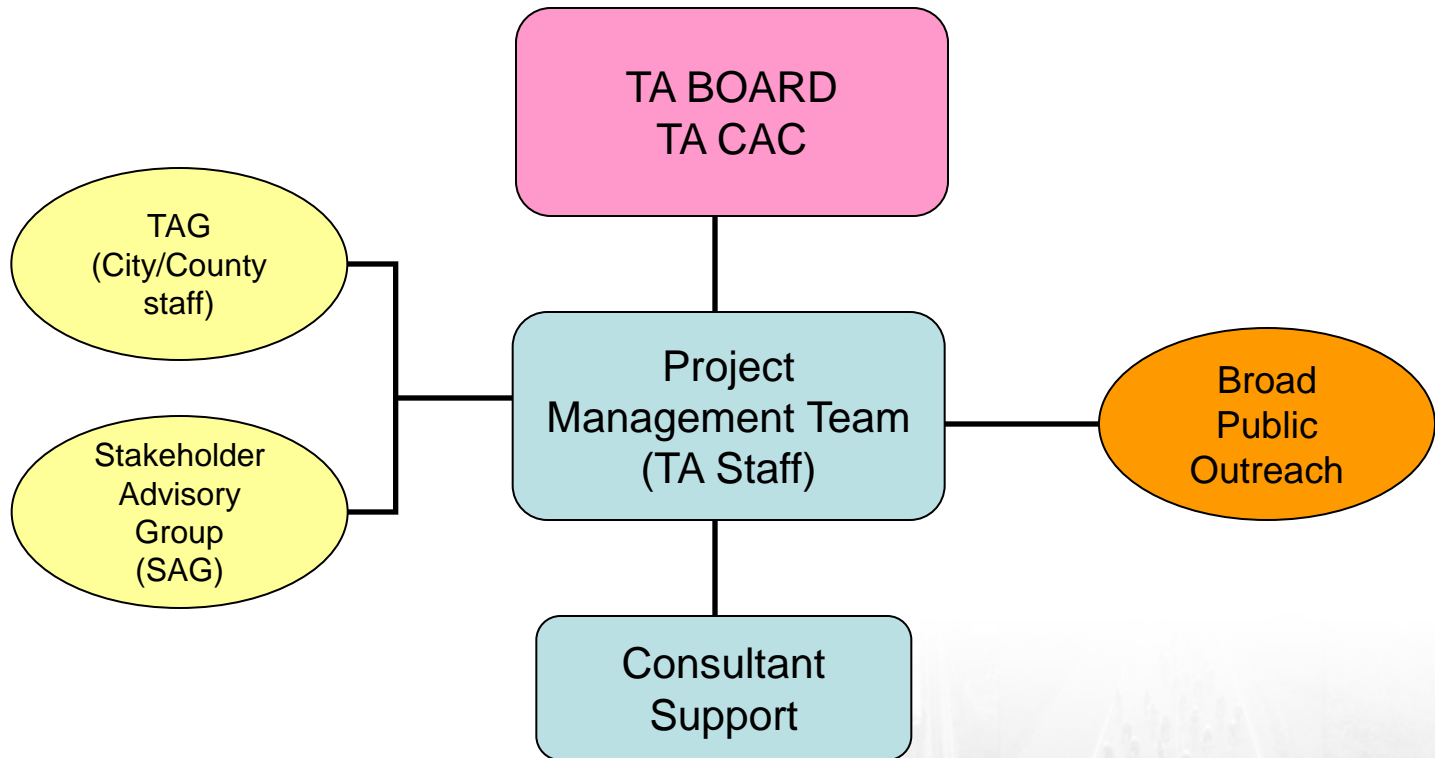 TA BOARD
TA CAC
TAG
(City/County
staff)
Stakeholder
Advisory
Group
(SAG)
Project
Management Team
(TA Staff)
Broad
Public
Outreach
Consultant
Support